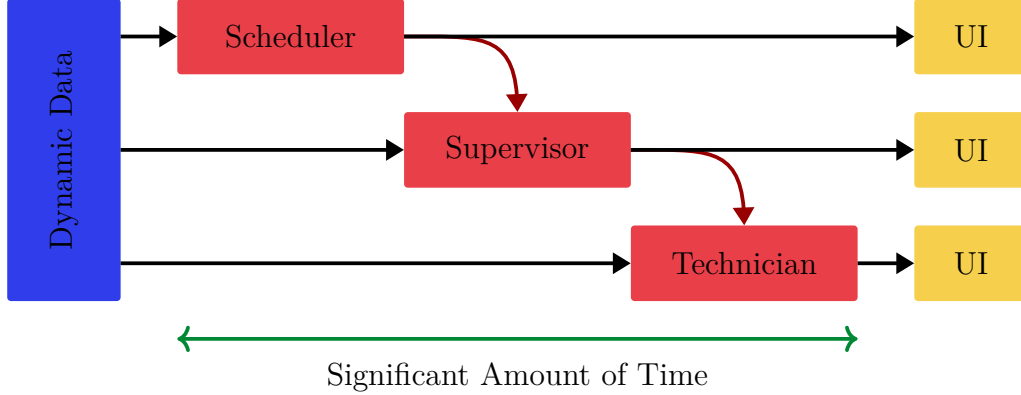 Dynamic Data
Scheduler
UI
Supervisor
UI
Technician
UI
Significant Amount of Time